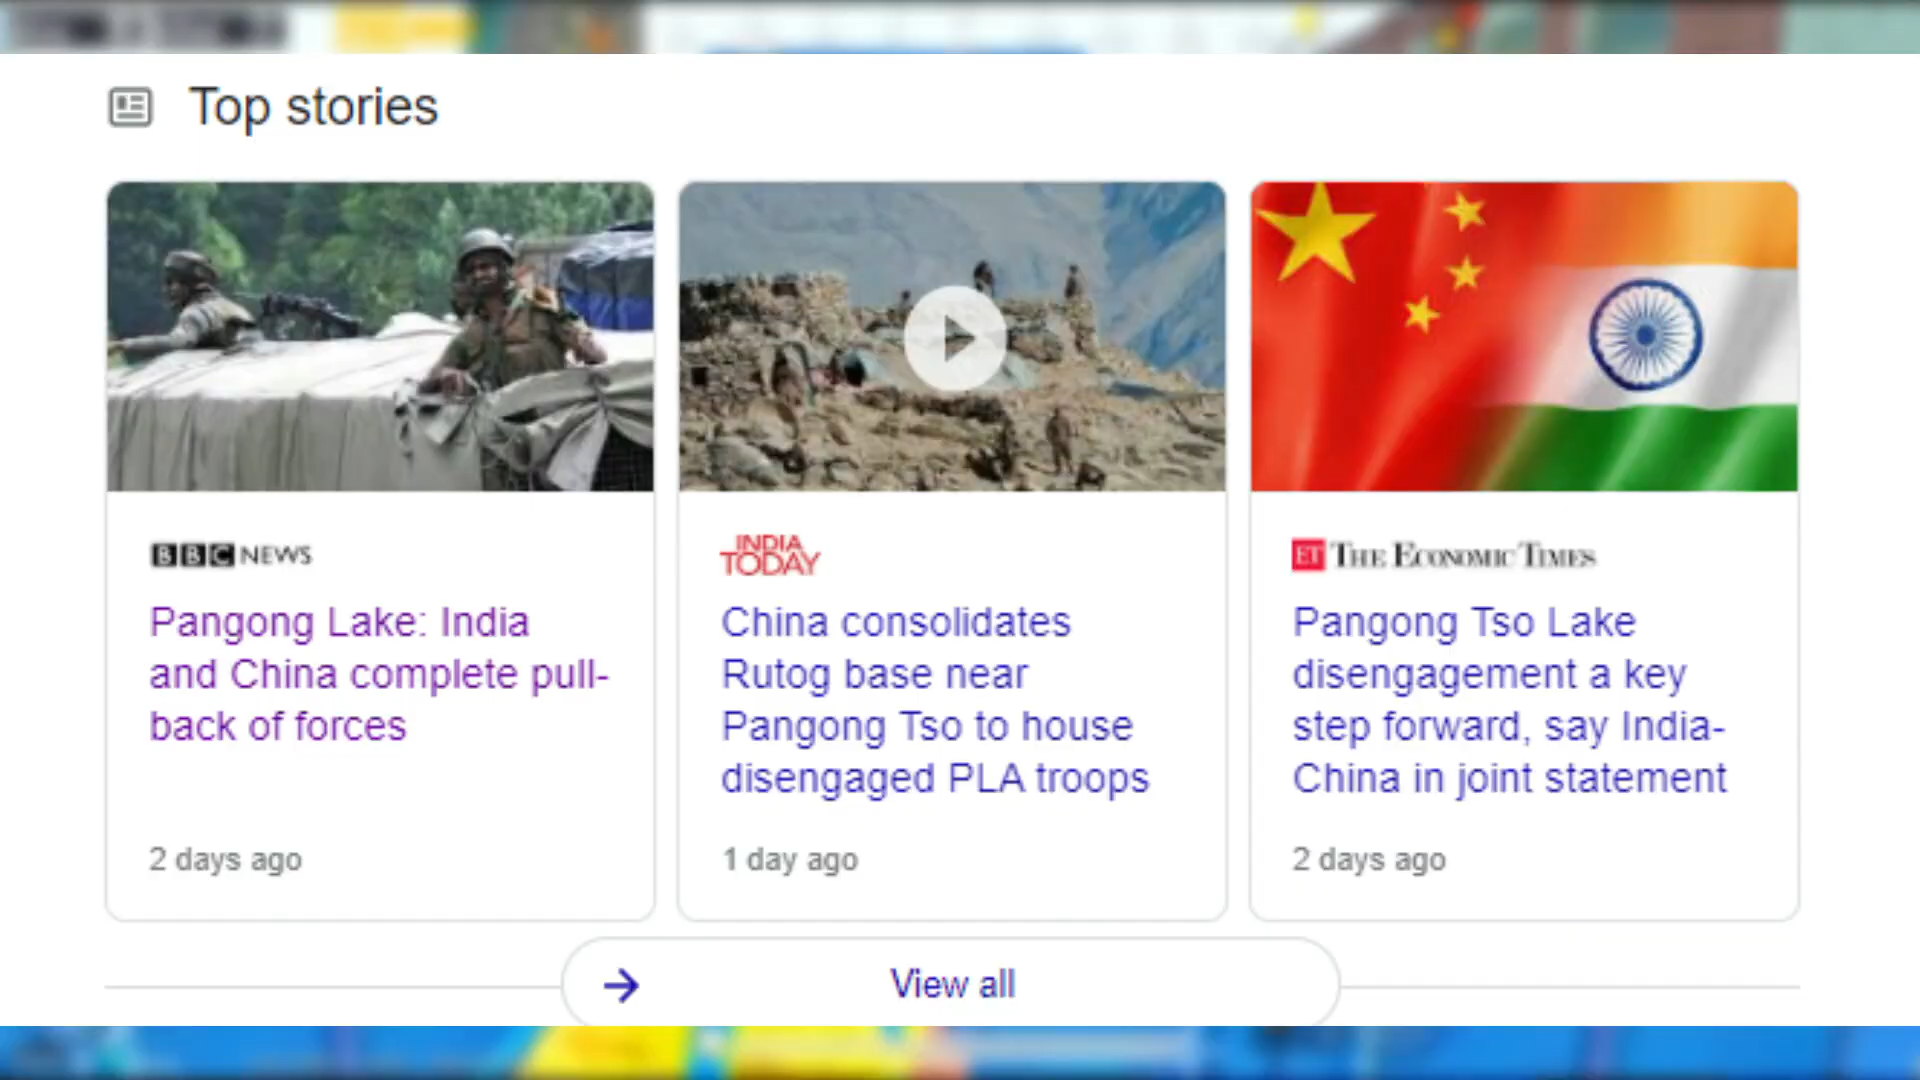 Top stories
BBC NEWS
Pangong Lake: India
and China complete pull-
back of forces
2 days ago
INDIA
TODAY
China consolidates
Rutog base near
Pangong Tso to house
disengaged PLA troops
1 day ago
ET THE ECONOMIC TIMES
Pangong Tso Lake
disengagement a key
step forward, say India-
China in joint statement
2 days ago
View all